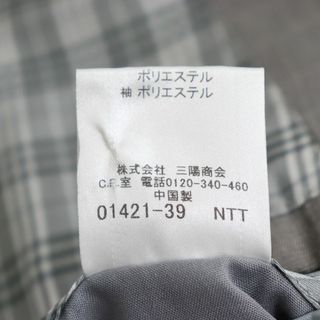 ポリエステル
袖 ポリエステル
株式会社 三陽商会
C.R.室 電話0120-340-460
中国製
01421-39 NTT